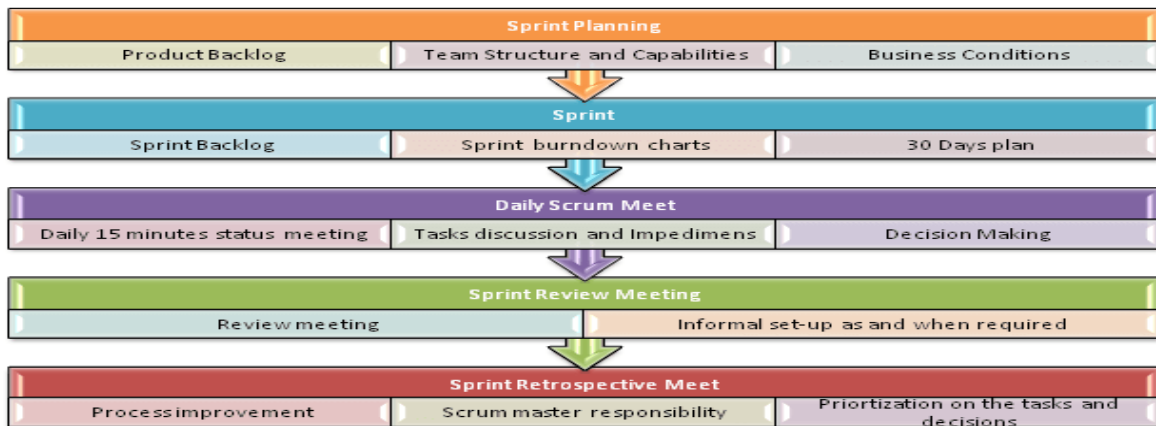 Sprint Planning
Product Backlog
Team Structure and Capabilities
Business Conditions
Sprint
Sprint Backlog
Sprint burndown charts
30 Days plan
Daily Scrum Meet
Daily 15 minutes status meeting
Tasks discussion and Impedimens
Decision Making
Sprint Review Meeting
Review meeting
Informal set-up as and when required
Sprint Retrospective Meet
Process improvement
Scrum master responsibility
Priortization on the tasks and
decisions